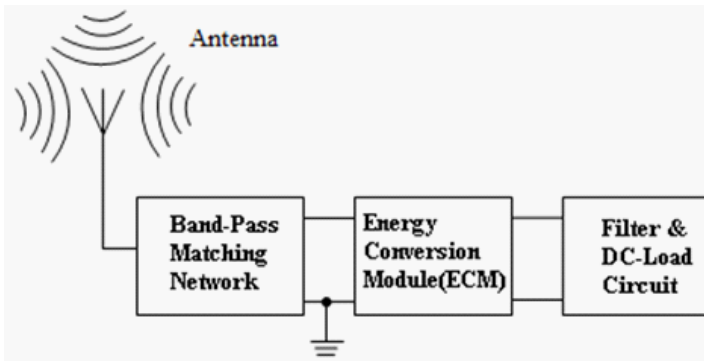 Antenna
Band-Pass
Matching
Network
Energy
Conversion
Module(ECM)
Filter &
DC-Load
Circuit